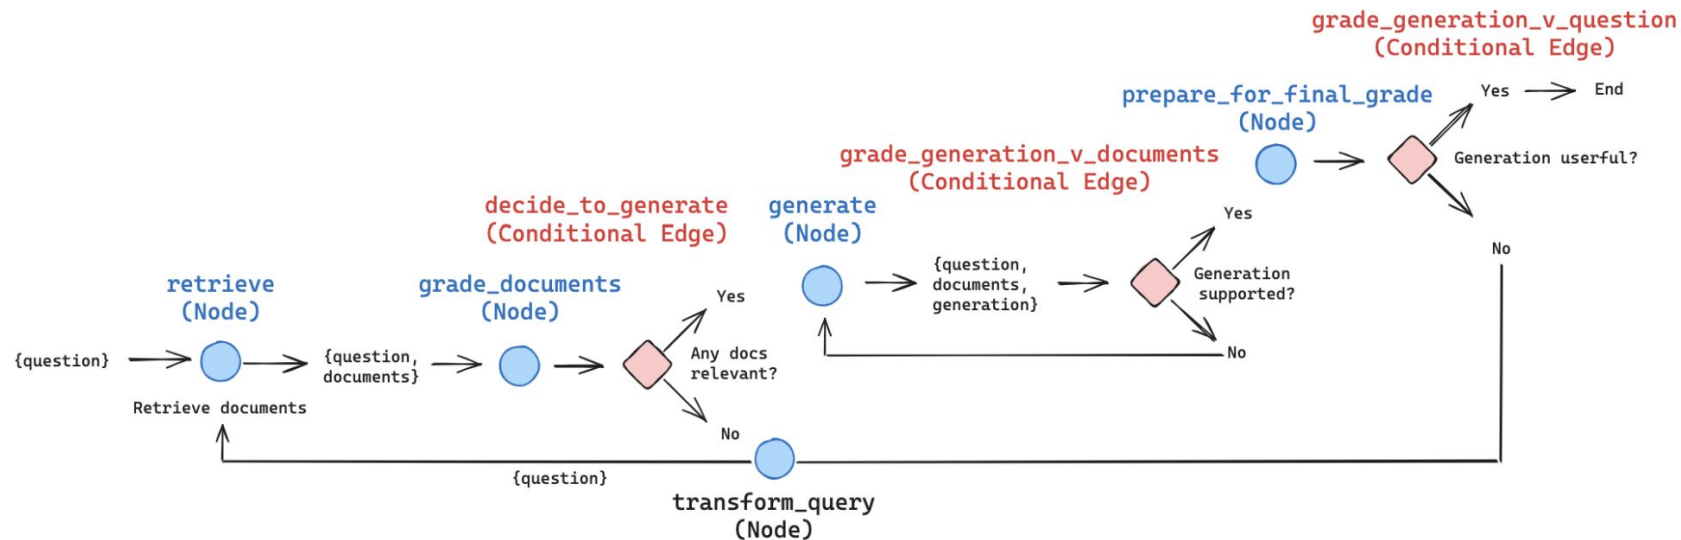 grade_generation_v_question
(Conditional Edge)
Yes
End
prepare_for_final_grade
(Node)
Generation userful?
No
grade_generation_v_documents
(Conditional Edge)
Yes
Generation
supported?
No
decide_to_generate
(Conditional Edge)
generate
(Node)
{question,
documents,
generation}
retrieve
(Node)
grade_documents
(Node)
Yes
{question}
{question,
documents}
Any docs
relevant?
Retrieve documents
No
{question}
transform_query
(Node)